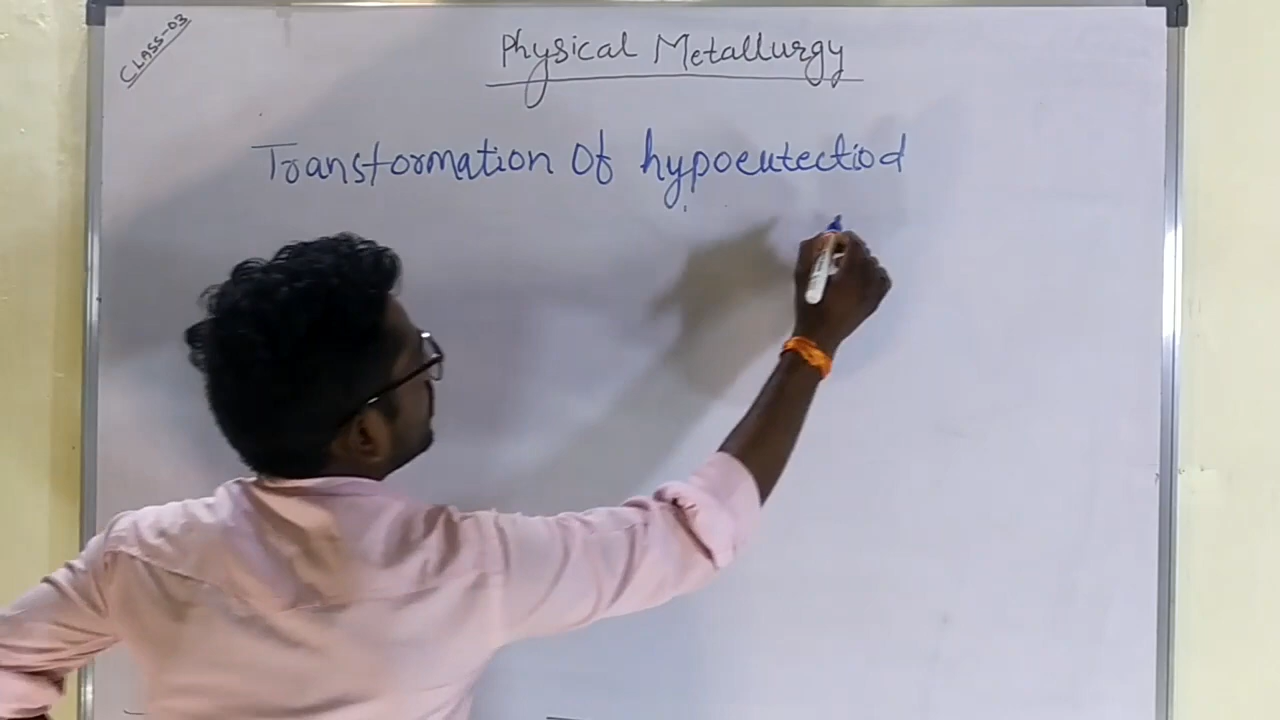 CLASS-03
Physical Metallurgy
Transformation Of hypoeutectiod